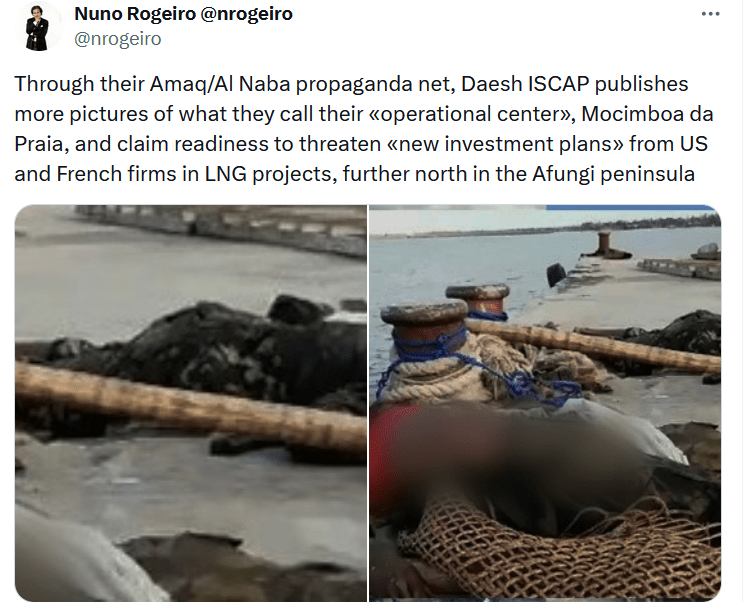 Nuno Rogeiro @nrogeiro
@nrogeiro
Through their Amaq/Al Naba propaganda net, Daesh ISCAP publishes
more pictures of what they call their «operational center», Mocimboa da
Praia, and claim readiness to threaten «new investment plans» from US
and French firms in LNG projects, further north in the Afungi peninsula